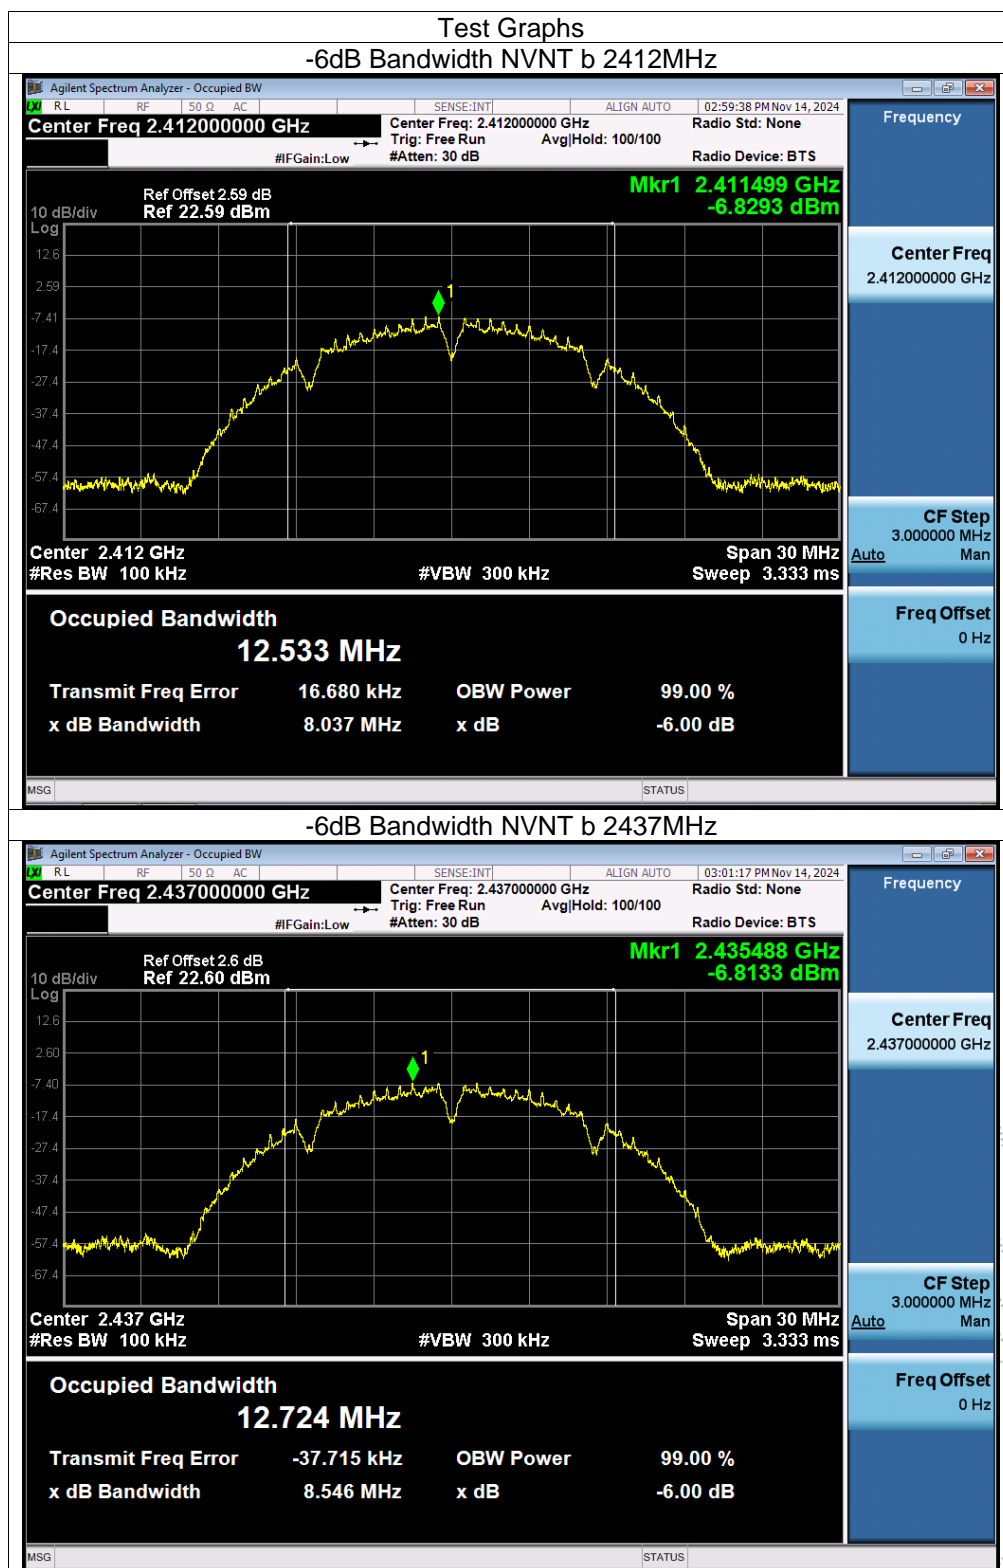 Test Graphs
-6dB Bandwidth NVNT b 2412MHz
Agilent Spectrum Analyzer - Occupied BW
LXI RL RF 50 Ω AC SENSE:INT ALIGN AUTO 02:59:38 PM Nov 14, 2024
Center Freq 2.412000000 GHz
Center Freq: 2.412000000 GHz
Radio Std: None
Trig: Free Run Avg|Hold: 100/100
#IFGain:Low
#Atten: 30 dB
Radio Device: BTS
Frequency
Mkr1 2.411499 GHz
-6.8293 dBm
Ref Offset 2.59 dB
10 dB/div Ref 22.59 dBm
Log
12.6
2.59
-7.41
-17.4
-27.4
-37.4
-47.4
-57.4
-67.4
1
Center Freq
2.412000000 GHz
CF Step
3.000000 MHz
Auto Man
Freq Offset
0 Hz
Center 2.412 GHz Span 30 MHz
#Res BW 100 kHz #VBW 300 kHz Sweep 3.333 ms
Occupied Bandwidth
12.533 MHz
Transmit Freq Error 16.680 kHz OBW Power 99.00 %
x dB Bandwidth 8.037 MHz x dB -6.00 dB
MSG STATUS
-6dB Bandwidth NVNT b 2437MHz
Agilent Spectrum Analyzer - Occupied BW
LXI RL RF 50 Ω AC SENSE:INT ALIGN AUTO 03:01:17 PM Nov 14, 2024
Center Freq 2.437000000 GHz
Center Freq: 2.437000000 GHz
Radio Std: None
Trig: Free Run Avg|Hold: 100/100
#IFGain:Low
#Atten: 30 dB
Radio Device: BTS
Frequency
Mkr1 2.435488 GHz
-6.8133 dBm
Ref Offset 2.6 dB
10 dB/div Ref 22.60 dBm
Log
12.6
2.60
-7.40
-17.4
-27.4
-37.4
-47.4
-57.4
-67.4
1
Center Freq
2.437000000 GHz
CF Step
3.000000 MHz
Auto Man
Freq Offset
0 Hz
Center 2.437 GHz Span 30 MHz
#Res BW 100 kHz #VBW 300 kHz Sweep 3.333 ms
Occupied Bandwidth
12.724 MHz
Transmit Freq Error -37.715 kHz OBW Power 99.00 %
x dB Bandwidth 8.546 MHz x dB -6.00 dB
MSG STATUS